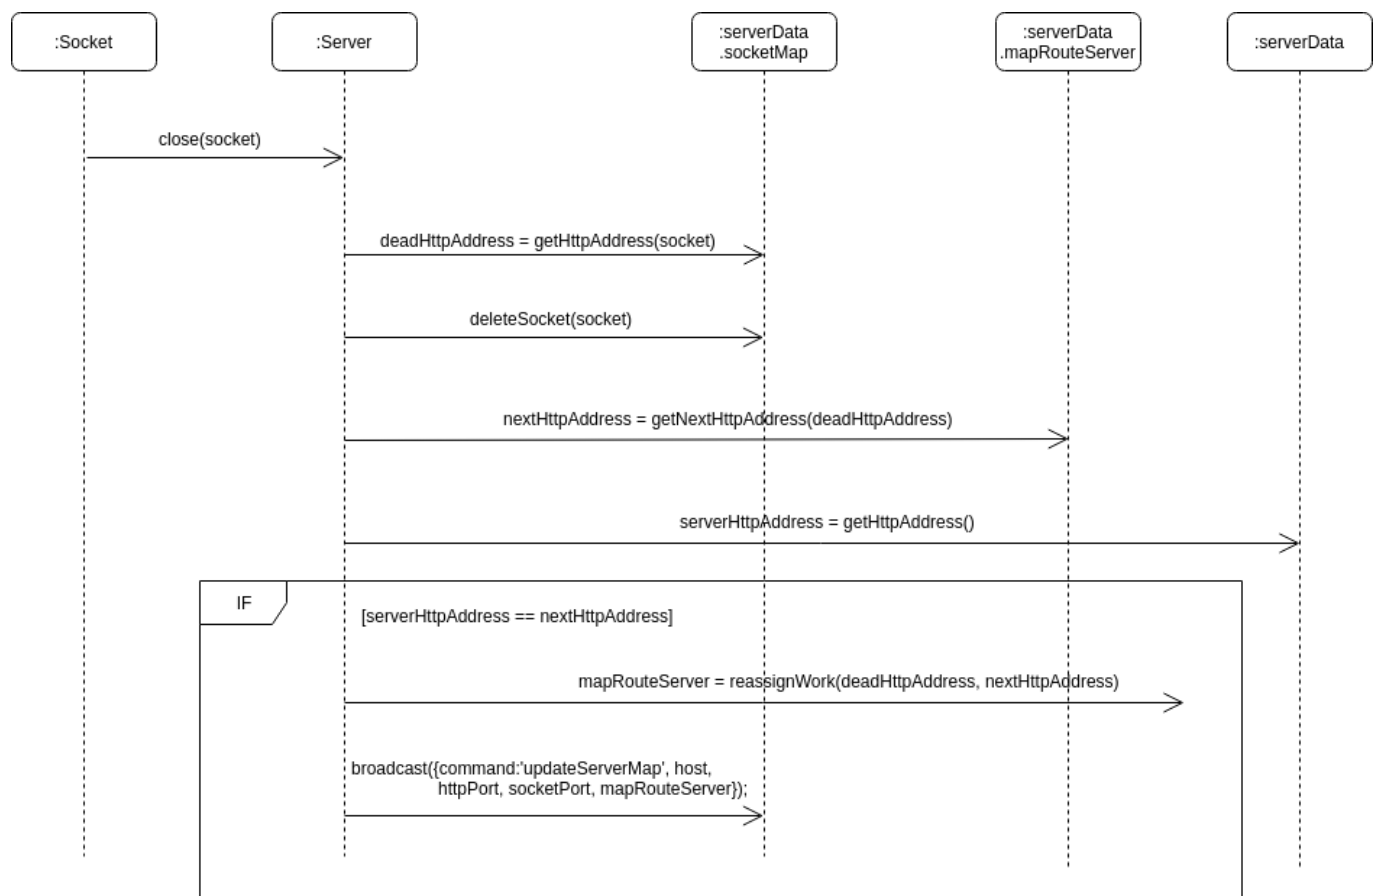 :Socket
:Server
:serverData
.socketMap
:serverData
.mapRouteServer
:serverData
close(socket)
deadHttpAddress = getHttpAddress(socket)
deleteSocket(socket)
nextHttpAddress = getNextHttpAddress(deadHttpAddress)
serverHttpAddress = getHttpAddress()
IF
[serverHttpAddress == nextHttpAddress]
mapRouteServer = reassignWork(deadHttpAddress, nextHttpAddress)
broadcast({command:'updateServerMap', host,
httpPort, socketPort, mapRouteServer});